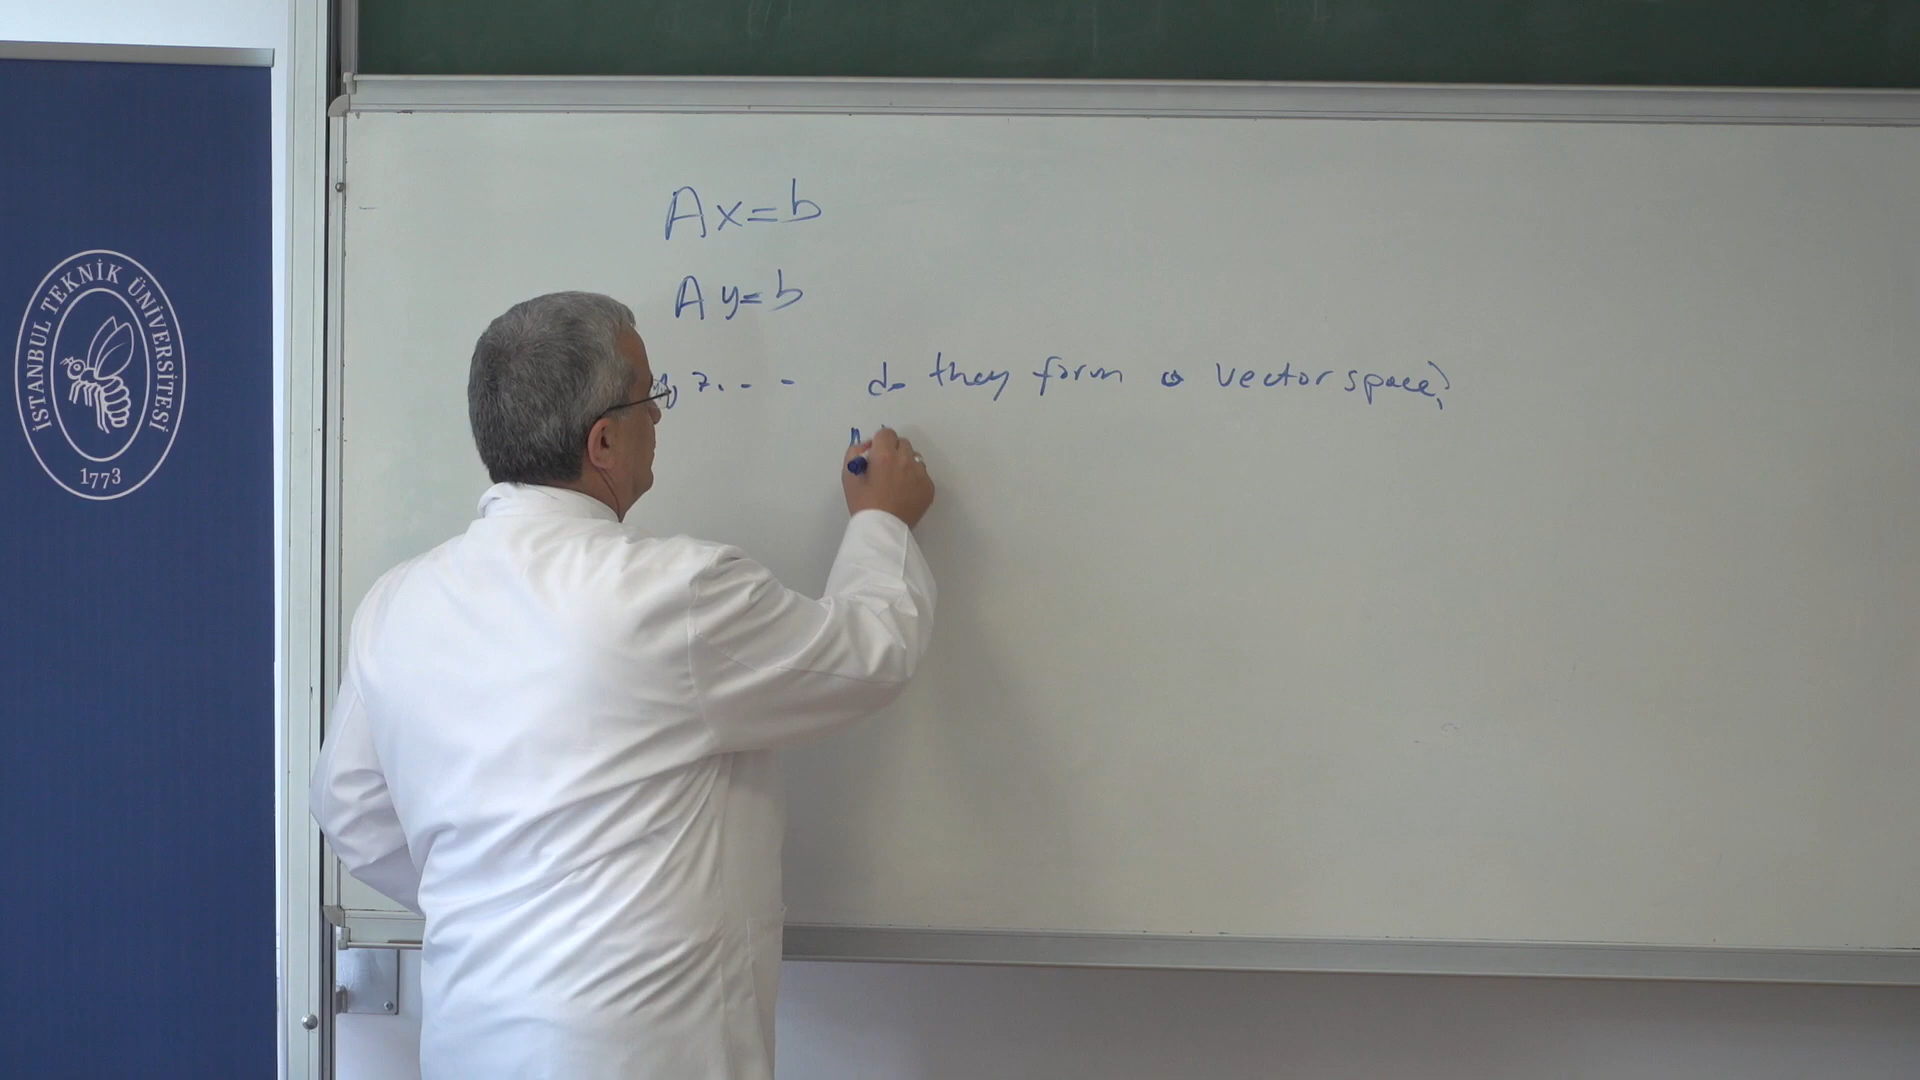 İSTANBUL TEKNİK ÜNİVERSİTESİ
1773
Ax=b
Ay=b
z. . - do they form a vector space?